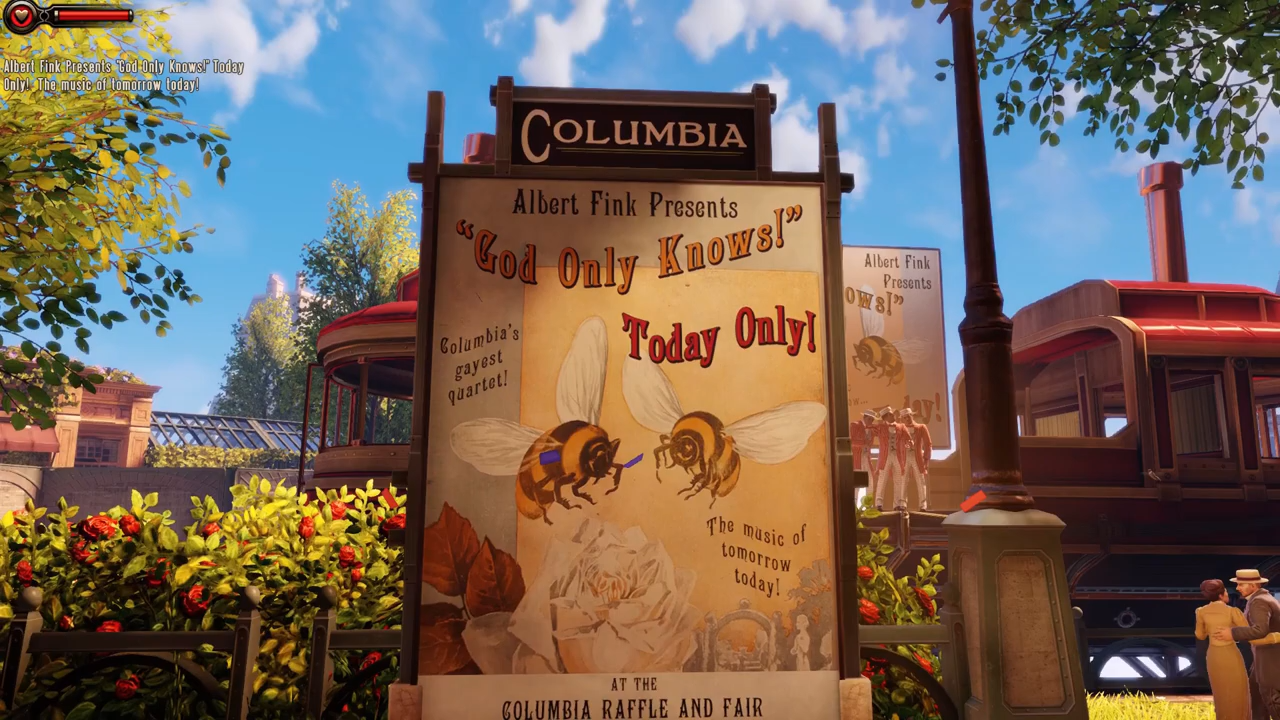 Albert Fink Presents "God Only Knows!" Today
Only!. The music of tomorrow today!
COLUMBIA
Albert Fink Presents
"God Only Knows!"
Today Only!
Columbia's
gayest
quartet!
The music of
tomorrow
today!
AT THE
COLUMBIA RAFFLE AND FAIR
Albert Fink
Presents
ows!"
ay!